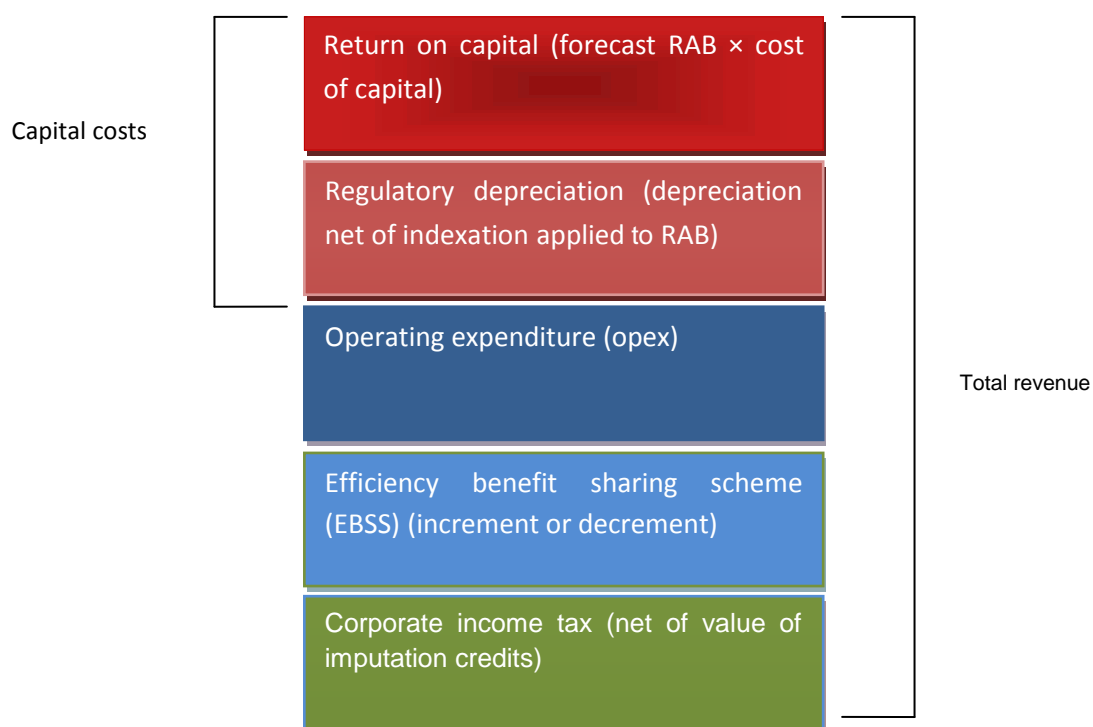 Return on capital (forecast RAB × cost
of capital)
Capital costs
Regulatory depreciation (depreciation
net of indexation applied to RAB)
Operating expenditure (opex)
Total revenue
Efficiency benefit sharing scheme
(EBSS) (increment or decrement)
Corporate income tax (net of value of
imputation credits)